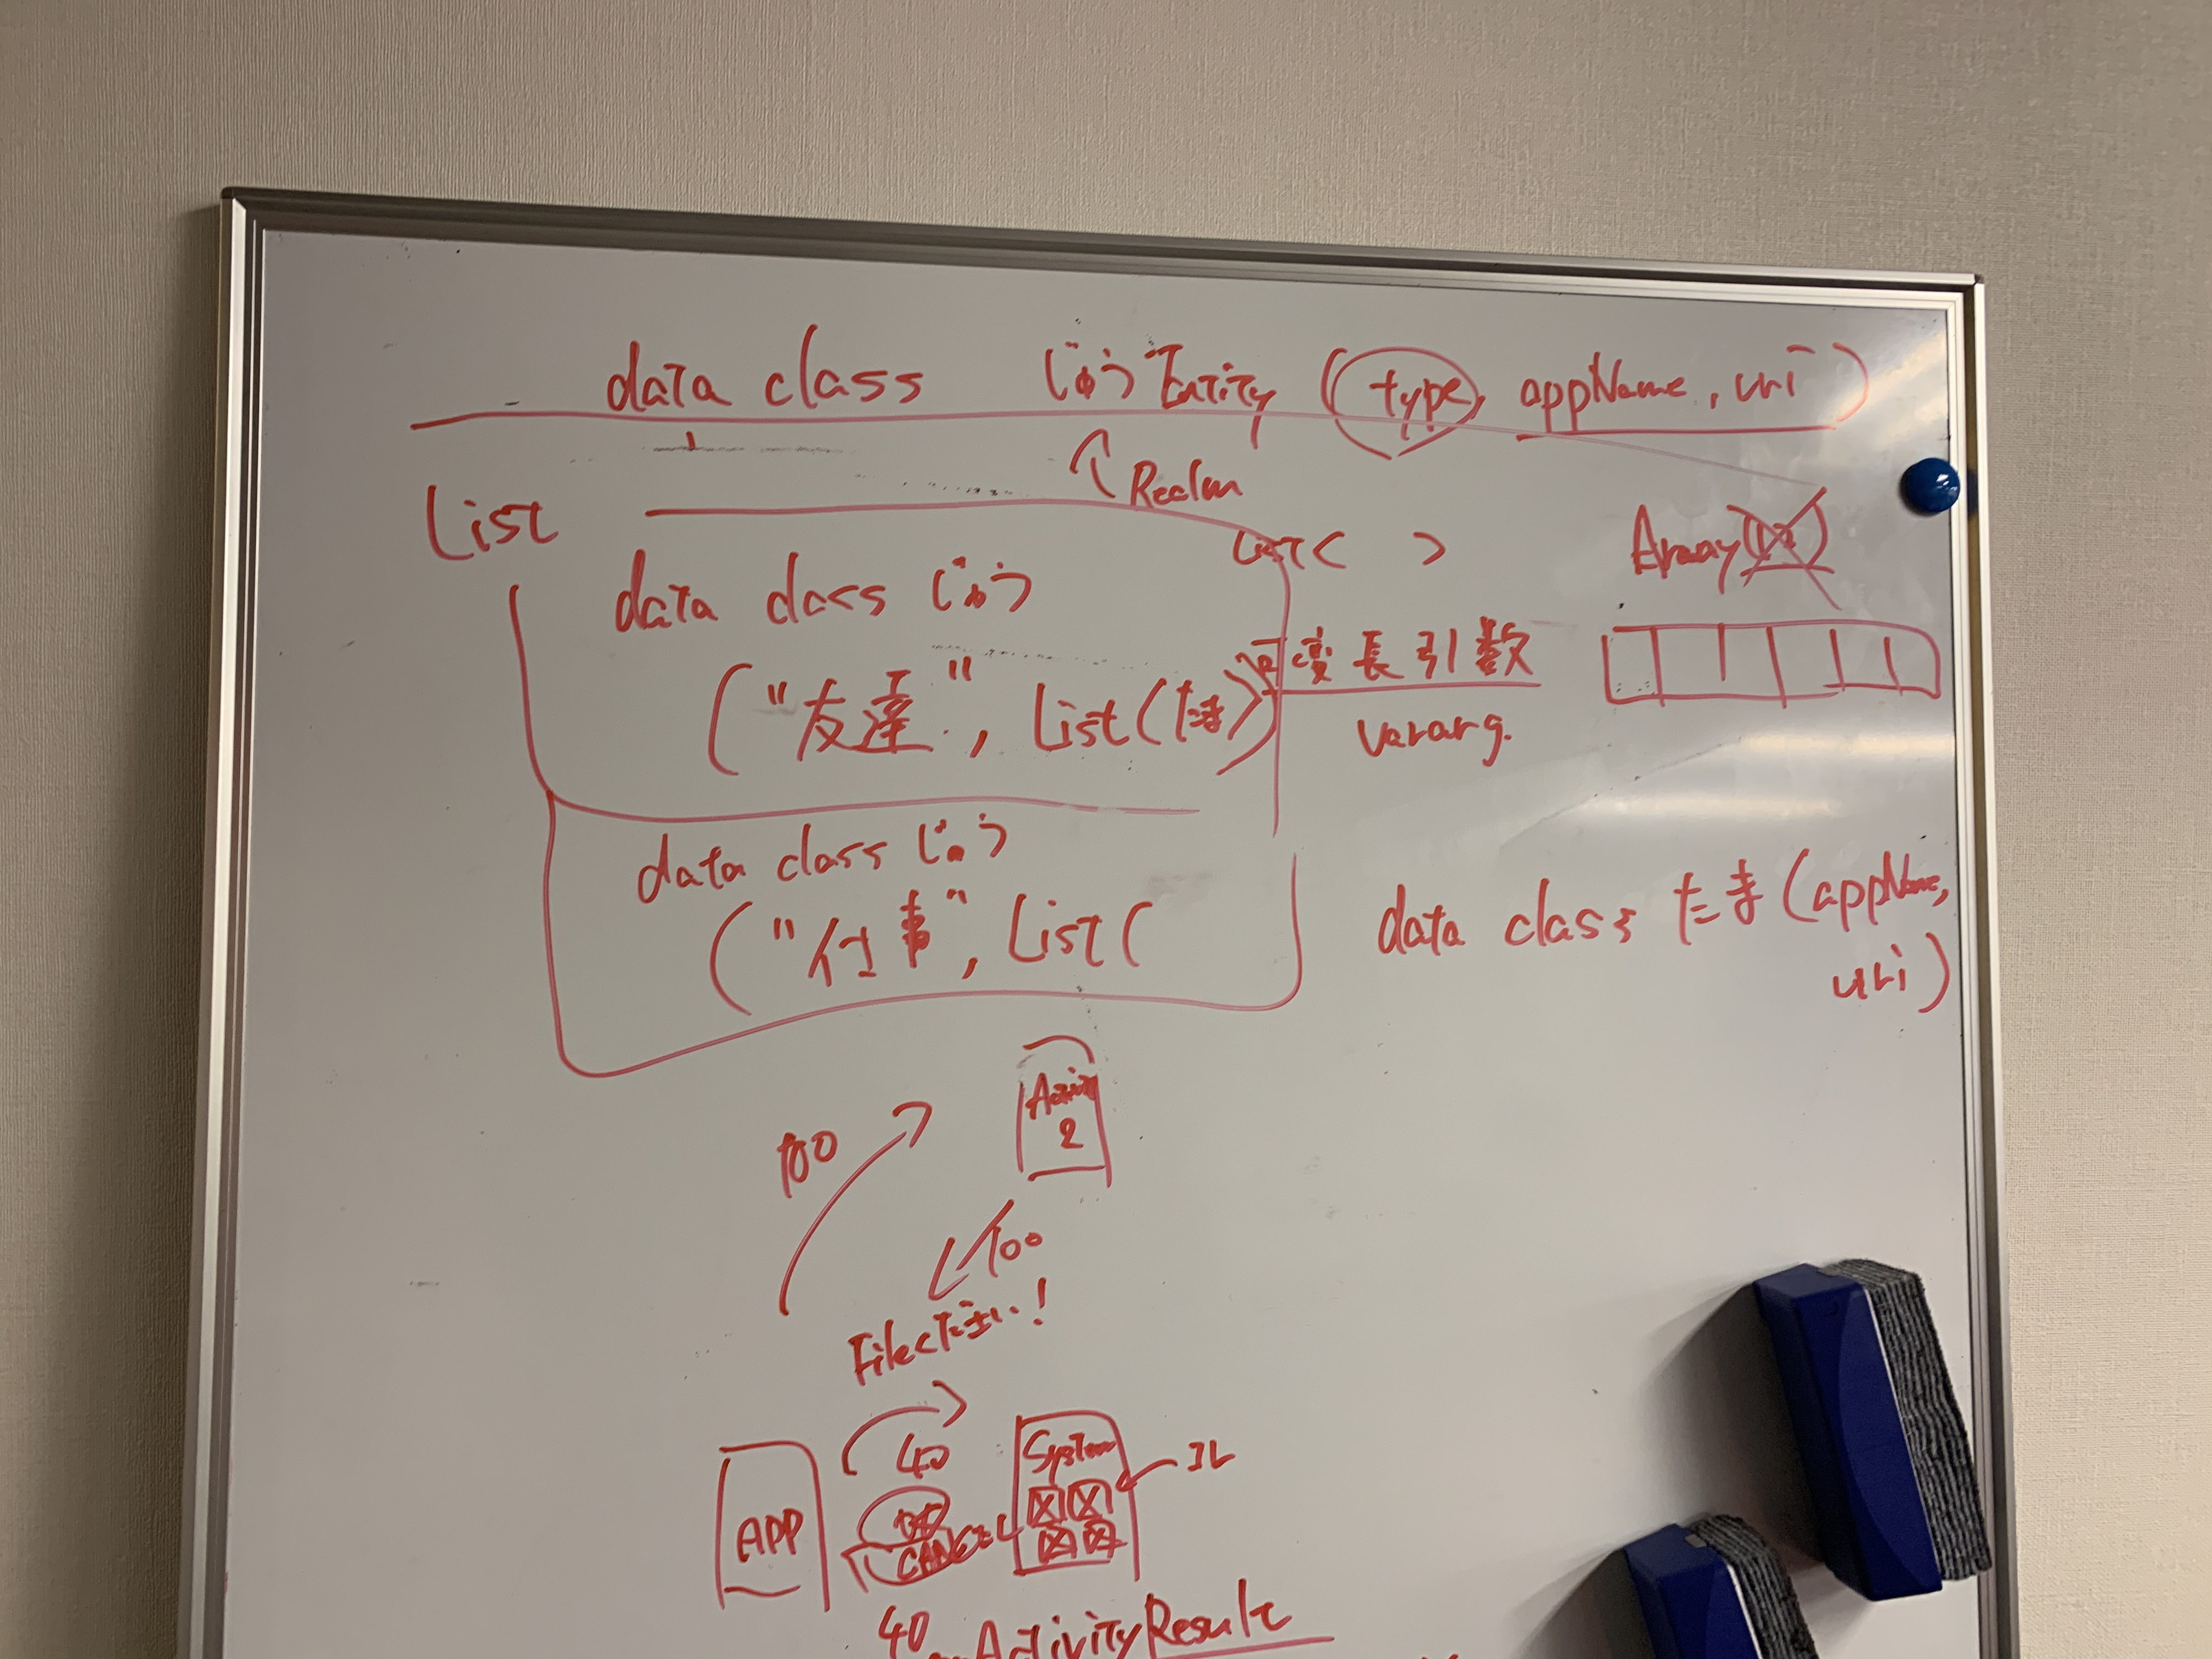 data class じゅう Entity (type, appName, uri)
Realm
List
List< >
Array
data class じゅう
("友達", List(たま))
可変長引数
vararg.
data class じゅう
("仕事", List(
data class たま(appName,
uri)
Activity
2
100
100
Fileください!
40
System
APP
CANCEL
40
onActivityResult